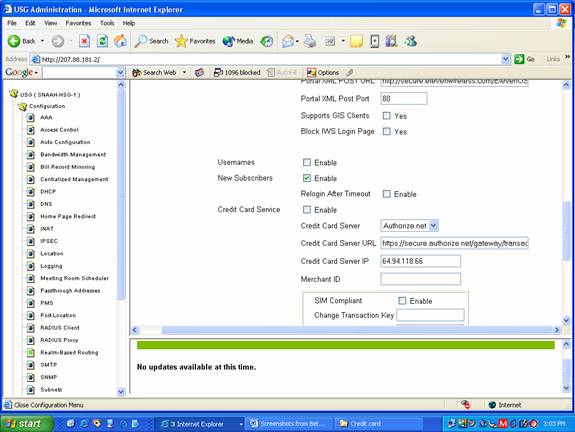 USG Administration - Microsoft Internet Explorer
File Edit View Favorites Tools Help
Back Search Favorites Media
Address http://207.88.181.2/ Go Links
Google Search Web 1096 blocked AutoFill Options
USG ( SNAAH-HSG-1 )
Configuration
AAA
Access Control
Auto Configuration
Bandwidth Management
Bill Record Mirroring
Centralized Management
DHCP
DNS
Home Page Redirect
iNAT
IPSEC
Location
Logging
Meeting Room Scheduler
Passthrough Addresses
PMS
Port-Location
RADIUS Client
RADIUS Proxy
Realm-Based Routing
SMTP
SNMP
Subnets
Portal XML POST URL http://secure.elevenwireless.com/ElevenOS
Portal XML Post Port 80
Supports GIS Clients Yes
Block IWS Login Page Yes
Usernames Enable
New Subscribers Enable
Relogin After Timeout Enable
Credit Card Service Enable
Credit Card Server Authorize.net
Credit Card Server URL https://secure.authorize.net/gateway/transac
Credit Card Server IP 64.94.118.66
Merchant ID
SIM Compliant Enable
Change Transaction Key
No updates available at this time.
Close Configuration Menu Internet
start 3 Internet Explorer Screenshots from Bet... Credit card 3:03 PM